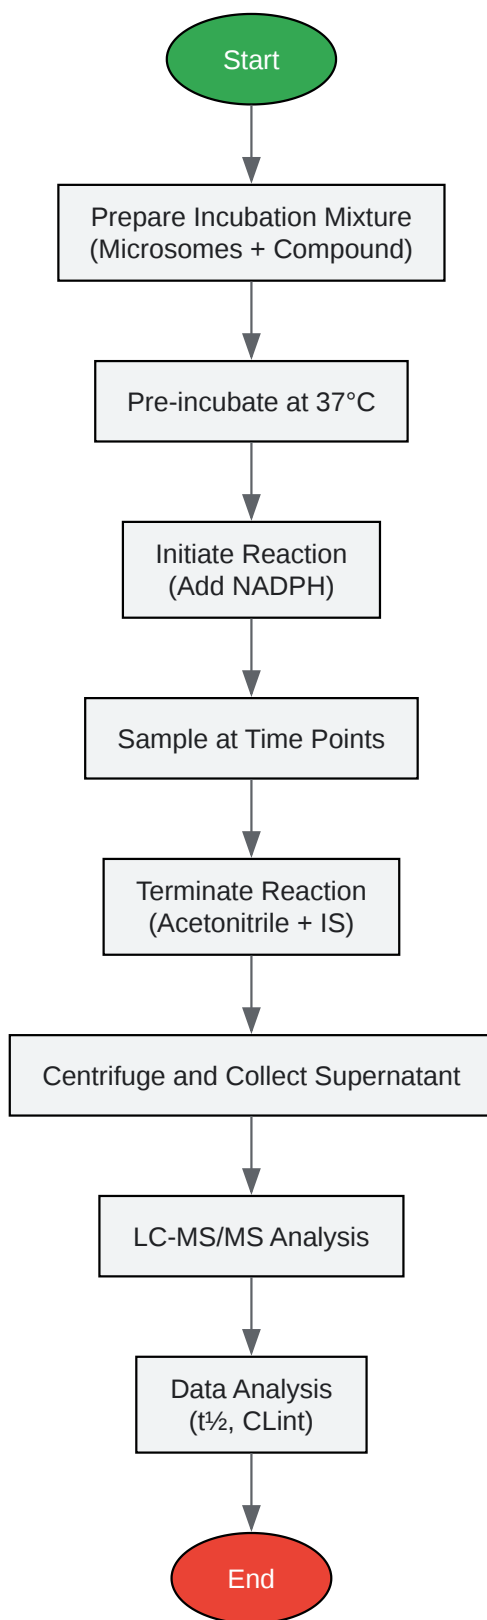 Start
Prepare Incubation Mixture
(Microsomes + Compound)
Pre-incubate at 37°C
Initiate Reaction
(Add NADPH)
Sample at Time Points
Terminate Reaction
(Acetonitrile + IS)
Centrifuge and Collect Supernatant
LC-MS/MS Analysis
Data Analysis
(t½, CLint)
End